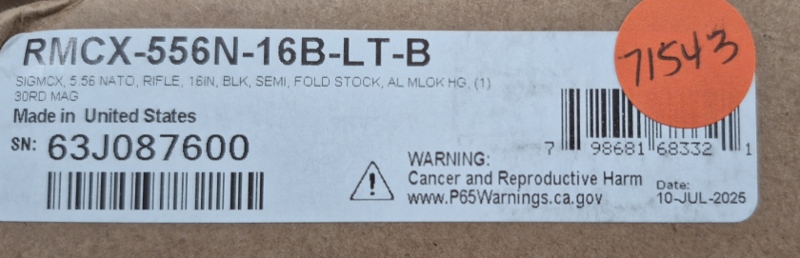 RMCX-556N-16B-LT-B
SIGMCX, 5.56 NATO, RIFLE, 16IN, BLK, SEMI, FOLD STOCK, AL MLOK HG, (1)
30RD MAG
Made in United States
SN: 63J087600
71543
7 98681 68332 1
WARNING:
Cancer and Reproductive Harm
www.P65Warnings.ca.gov
Date:
10-JUL-2025